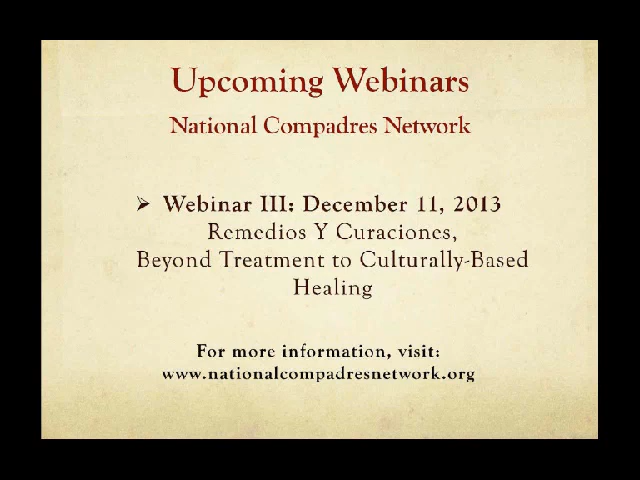 Upcoming Webinars
National Compadres Network
➢ Webinar III: December 11, 2013
Remedios Y Curaciones,
Beyond Treatment to Culturally-Based
Healing
For more information, visit:
www.nationalcompadresnetwork.org